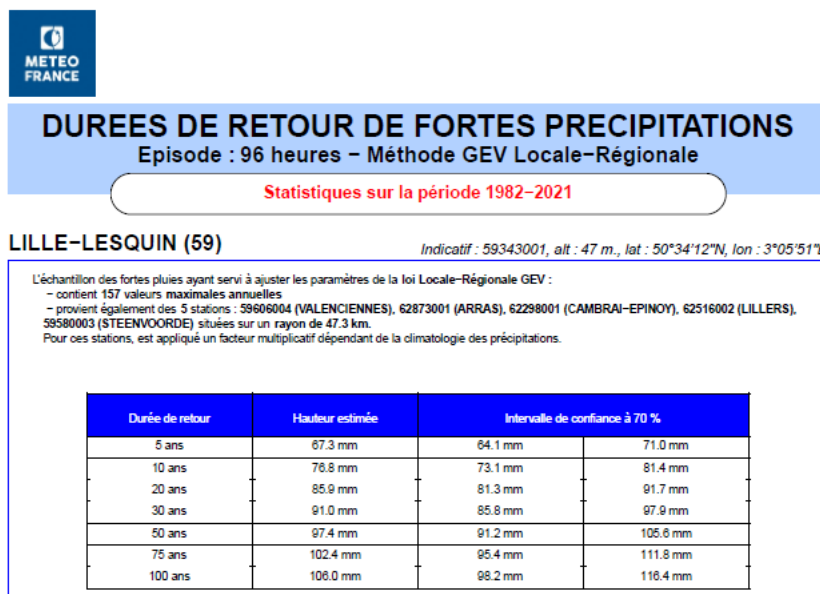 METEO
FRANCE
DUREES DE RETOUR DE FORTES PRECIPITATIONS
Episode : 96 heures − Méthode GEV Locale−Régionale
Statistiques sur la période 1982−2021
LILLE−LESQUIN (59)
Indicatif : 59343001, alt : 47 m., lat : 50°34'12"N, lon : 3°05'51"
L'échantillon des fortes pluies ayant servi à ajuster les paramètres de la loi Locale−Régionale GEV :
− contient 157 valeurs maximales annuelles
− provient également des 5 stations : 59606004 (VALENCIENNES), 62873001 (ARRAS), 62298001 (CAMBRAI−EPINOY), 62516002 (LILLERS),
59580003 (STEENVOORDE) situées sur un rayon de 47.3 km.
Pour ces stations, est appliqué un facteur multiplicatif dépendant de la climatologie des précipitations.
Durée de retour Hauteur estimée Intervalle de confiance à 70 %
5 ans 67.3 mm 64.1 mm 71.0 mm
10 ans 76.8 mm 73.1 mm 81.4 mm
20 ans 85.9 mm 81.3 mm 91.7 mm
30 ans 91.0 mm 85.8 mm 97.9 mm
50 ans 97.4 mm 91.2 mm 105.6 mm
75 ans 102.4 mm 95.4 mm 111.8 mm
100 ans 106.0 mm 98.2 mm 116.4 mm